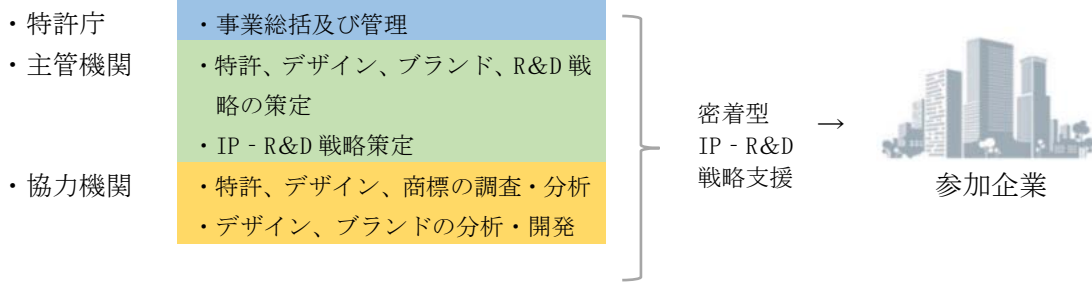 ・特許庁
・事業総括及び管理
・主管機関
・特許、デザイン、ブランド、R&D 戦
略の策定
・IP‐R&D 戦略策定
・協力機関
・特許、デザイン、商標の調査・分析
・デザイン、ブランドの分析・開発
密着型
IP‐R&D
戦略支援
→
参加企業